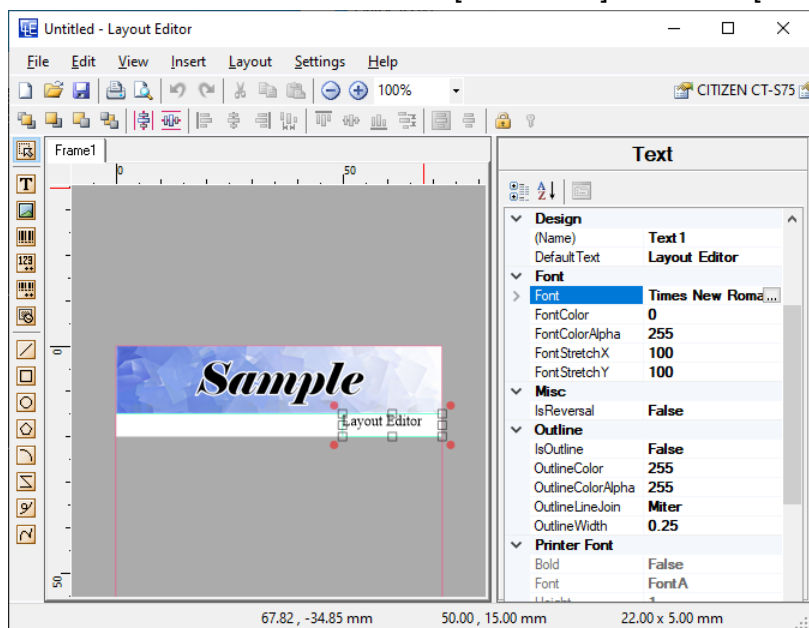 Untitled - Layout Editor
File Edit View Insert Layout Settings Help
100%
CITIZEN CT-S75
Frame1
Text
0
50
0
50
Sample
Layout Editor
Design
(Name) Text1
DefaultText Layout Editor
Font
Font Times New Roma...
FontColor 0
FontColorAlpha 255
FontStretchX 100
FontStretchY 100
Misc
IsReversal False
Outline
IsOutline False
OutlineColor 255
OutlineColorAlpha 255
OutlineLineJoin Miter
OutlineWidth 0.25
Printer Font
Bold False
Font FontA
67.82 , -34.85 mm 50.00 , 15.00 mm 22.00 x 5.00 mm